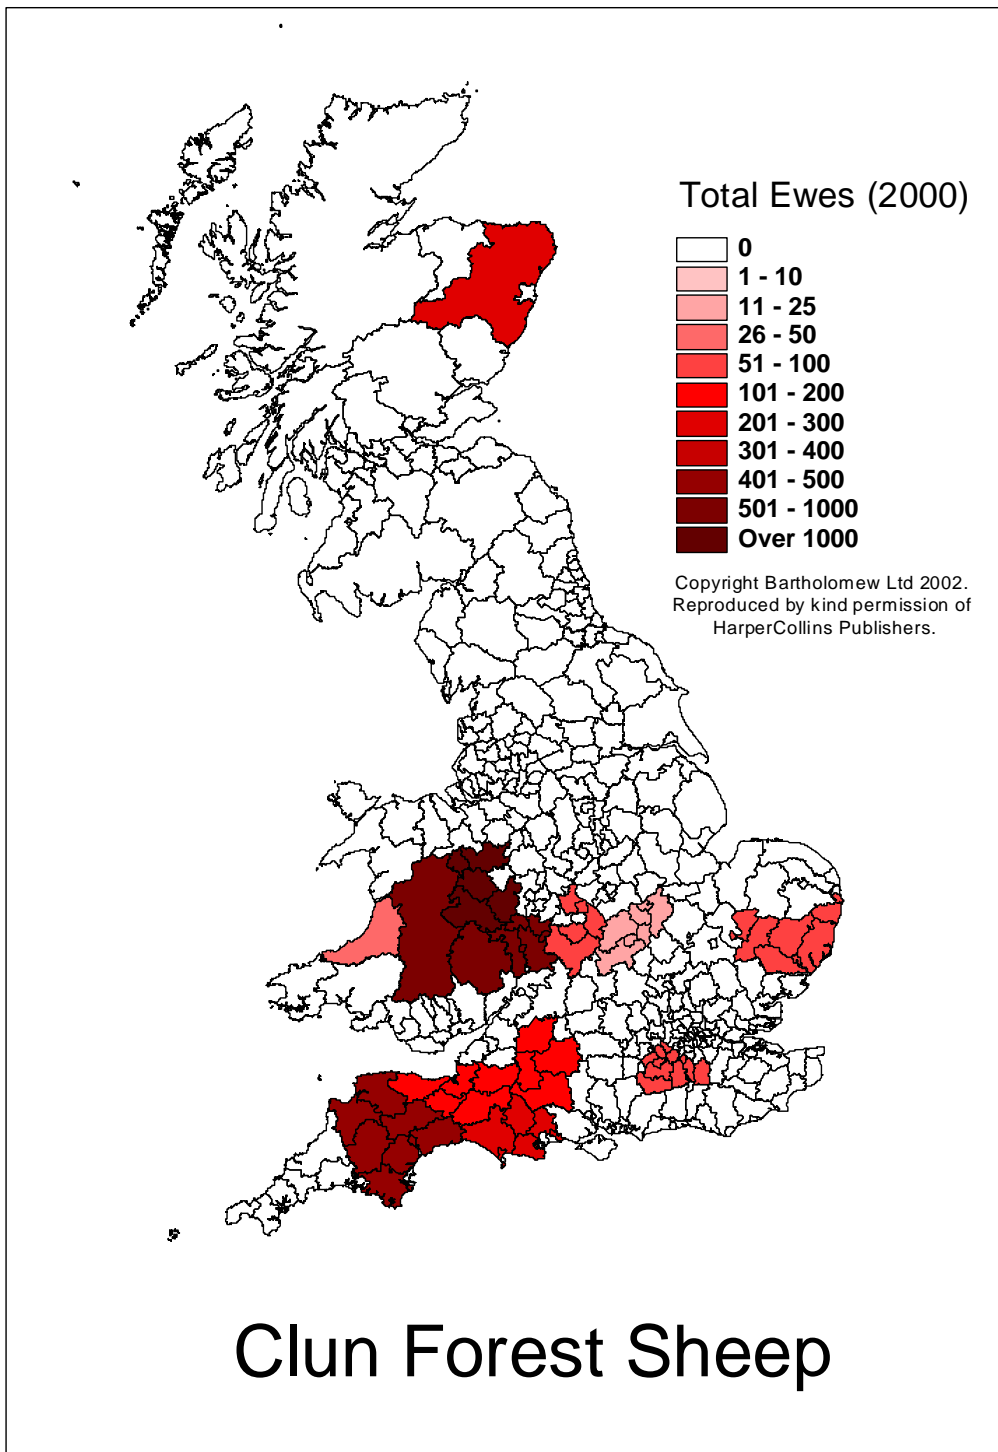 Total Ewes (2000)
0
1 - 10
11 - 25
26 - 50
51 - 100
101 - 200
201 - 300
301 - 400
401 - 500
501 - 1000
Over 1000
Copyright Bartholomew Ltd 2002.
Reproduced by kind permission of
HarperCollins Publishers.
Clun Forest Sheep